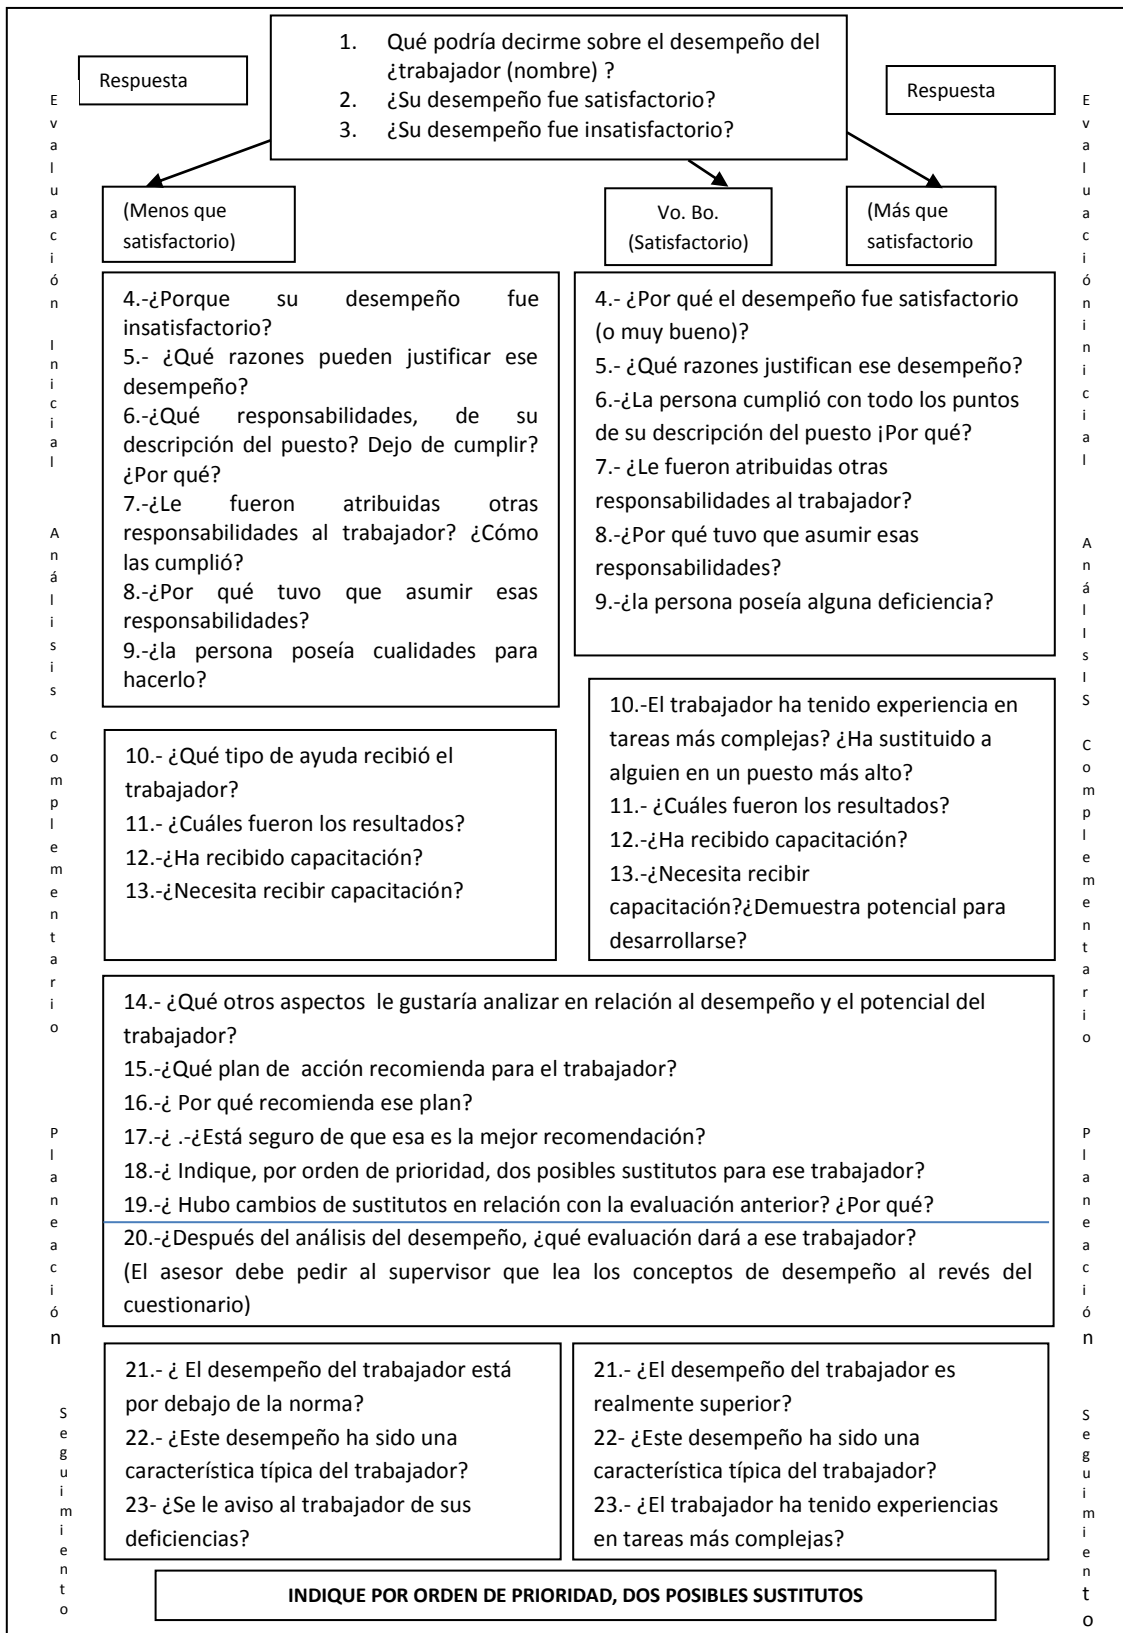 1. Qué podría decirme sobre el desempeño del
¿trabajador (nombre) ?
2. ¿Su desempeño fue satisfactorio?
3. ¿Su desempeño fue insatisfactorio?
Respuesta
Respuesta
Evaluación Inicial
Evaluación inicial
(Menos que
satisfactorio)
Vo. Bo.
(Satisfactorio)
(Más que
satisfactorio
4.-¿Porque su desempeño fue
insatisfactorio?
5.- ¿Qué razones pueden justificar ese
desempeño?
6.-¿Qué responsabilidades, de su
descripción del puesto? Dejo de cumplir?
¿Por qué?
7.-¿Le fueron atribuidas otras
responsabilidades al trabajador? ¿Cómo
las cumplió?
8.-¿Por qué tuvo que asumir esas
responsabilidades?
9.-¿la persona poseía cualidades para
hacerlo?
4.- ¿Por qué el desempeño fue satisfactorio
(o muy bueno)?
5.- ¿Qué razones justifican ese desempeño?
6.-¿La persona cumplió con todo los puntos
de su descripción del puesto ¡Por qué?
7.- ¿Le fueron atribuidas otras
responsabilidades al trabajador?
8.-¿Por qué tuvo que asumir esas
responsabilidades?
9.-¿la persona poseía alguna deficiencia?
Análisis complementario
AnálIsIS Complementario
10.- ¿Qué tipo de ayuda recibió el
trabajador?
11.- ¿Cuáles fueron los resultados?
12.-¿Ha recibido capacitación?
13.-¿Necesita recibir capacitación?
10.-El trabajador ha tenido experiencia en
tareas más complejas? ¿Ha sustituido a
alguien en un puesto más alto?
11.- ¿Cuáles fueron los resultados?
12.-¿Ha recibido capacitación?
13.-¿Necesita recibir
capacitación?¿Demuestra potencial para
desarrollarse?
14.- ¿Qué otros aspectos le gustaría analizar en relación al desempeño y el potencial del
trabajador?
15.-¿Qué plan de acción recomienda para el trabajador?
16.-¿ Por qué recomienda ese plan?
17.-¿ .-¿Está seguro de que esa es la mejor recomendación?
18.-¿ Indique, por orden de prioridad, dos posibles sustitutos para ese trabajador?
19.-¿ Hubo cambios de sustitutos en relación con la evaluación anterior? ¿Por qué?
20.-¿Después del análisis del desempeño, ¿qué evaluación dará a ese trabajador?
(El asesor debe pedir al supervisor que lea los conceptos de desempeño al revés del
cuestionario)
Planeación
Planeación
21.- ¿ El desempeño del trabajador está
por debajo de la norma?
22.- ¿Este desempeño ha sido una
característica típica del trabajador?
23- ¿Se le aviso al trabajador de sus
deficiencias?
21.- ¿El desempeño del trabajador es
realmente superior?
22- ¿Este desempeño ha sido una
característica típica del trabajador?
23.- ¿El trabajador ha tenido experiencias
en tareas más complejas?
Seguimiento
Seguimiento
INDIQUE POR ORDEN DE PRIORIDAD, DOS POSIBLES SUSTITUTOS